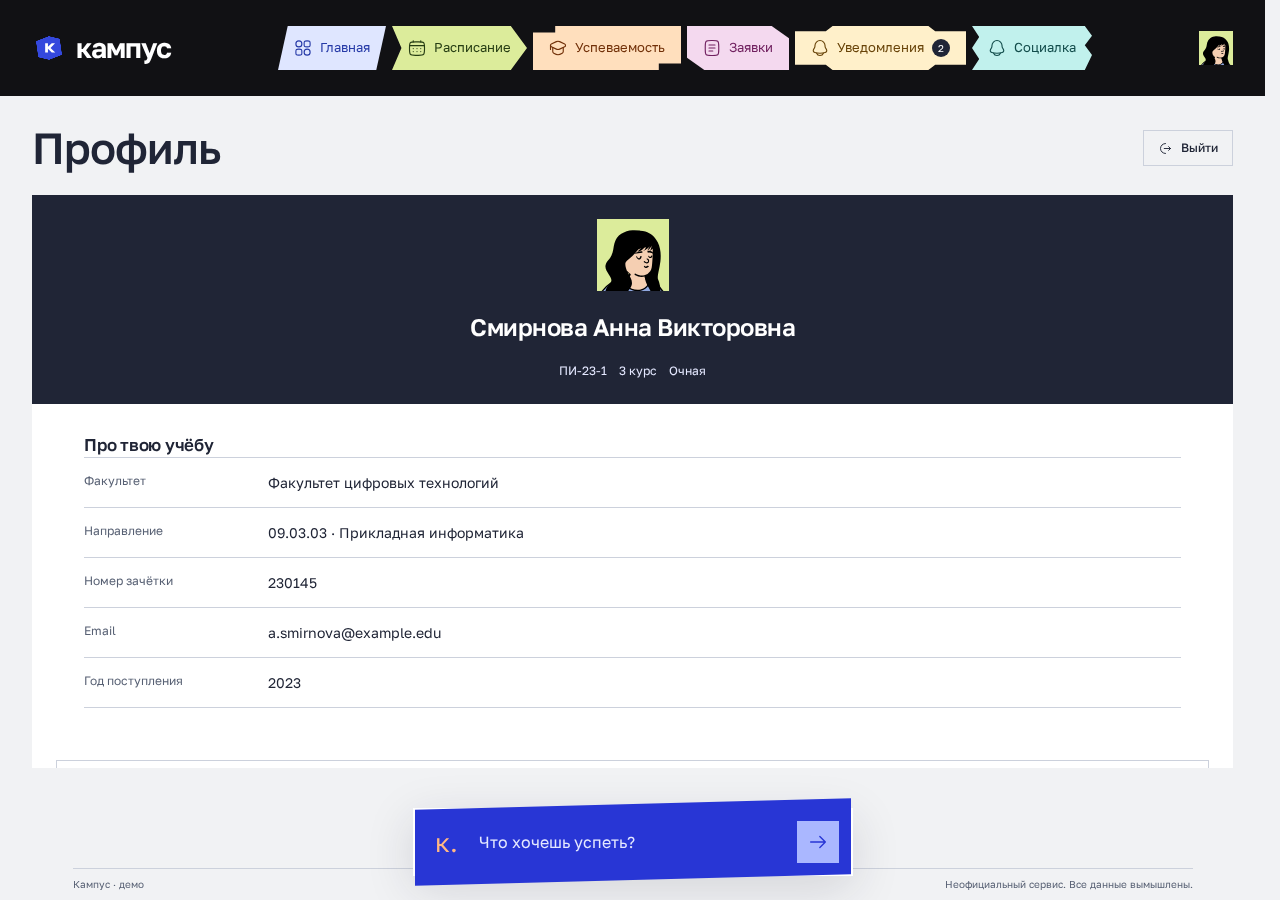 K кампус
Главная
Расписание
Успеваемость
Заявки
Уведомления 2
Социалка
Профиль
Выйти
Смирнова Анна Викторовна
ПИ-23-1 3 курс Очная
Про твою учёбу
Факультет Факультет цифровых технологий
Направление 09.03.03 · Прикладная информатика
Номер зачётки 230145
Email a.smirnova@example.edu
Год поступления 2023
К. Что хочешь успеть?
Кампус · демо
Неофициальный сервис. Все данные вымышлены.